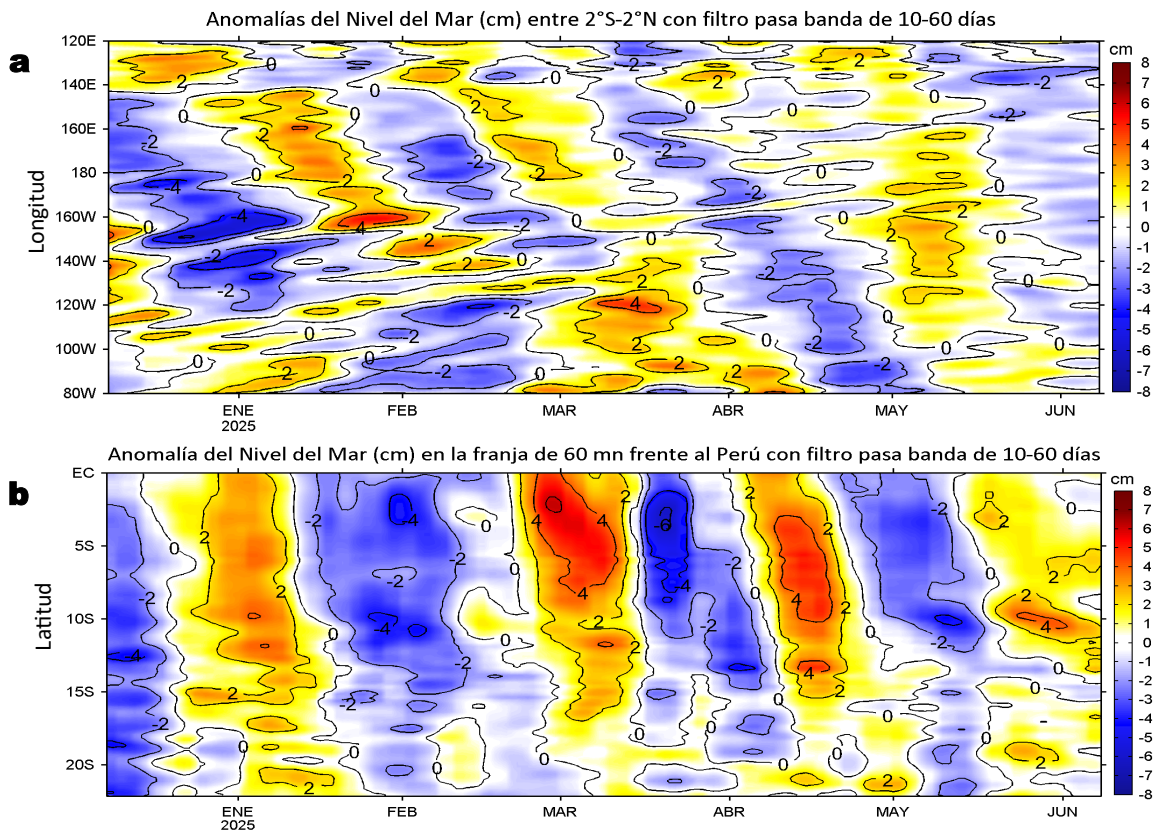 Anomalías del Nivel del Mar (cm) entre 2°S-2°N con filtro pasa banda de 10-60 días
a
Longitud
120E
140E
160E
180
160W
140W
120W
100W
80W
ENE
2025
FEB
MAR
ABR
MAY
JUN
cm
8
7
6
5
4
3
2
1
0
-1
-2
-3
-4
-5
-6
-7
-8
Anomalía del Nivel del Mar (cm) en la franja de 60 mn frente al Perú con filtro pasa banda de 10-60 días
b
Latitud
EC
5S
10S
15S
20S
ENE
2025
FEB
MAR
ABR
MAY
JUN
cm
8
7
6
5
4
3
2
1
0
-1
-2
-3
-4
-5
-6
-7
-8